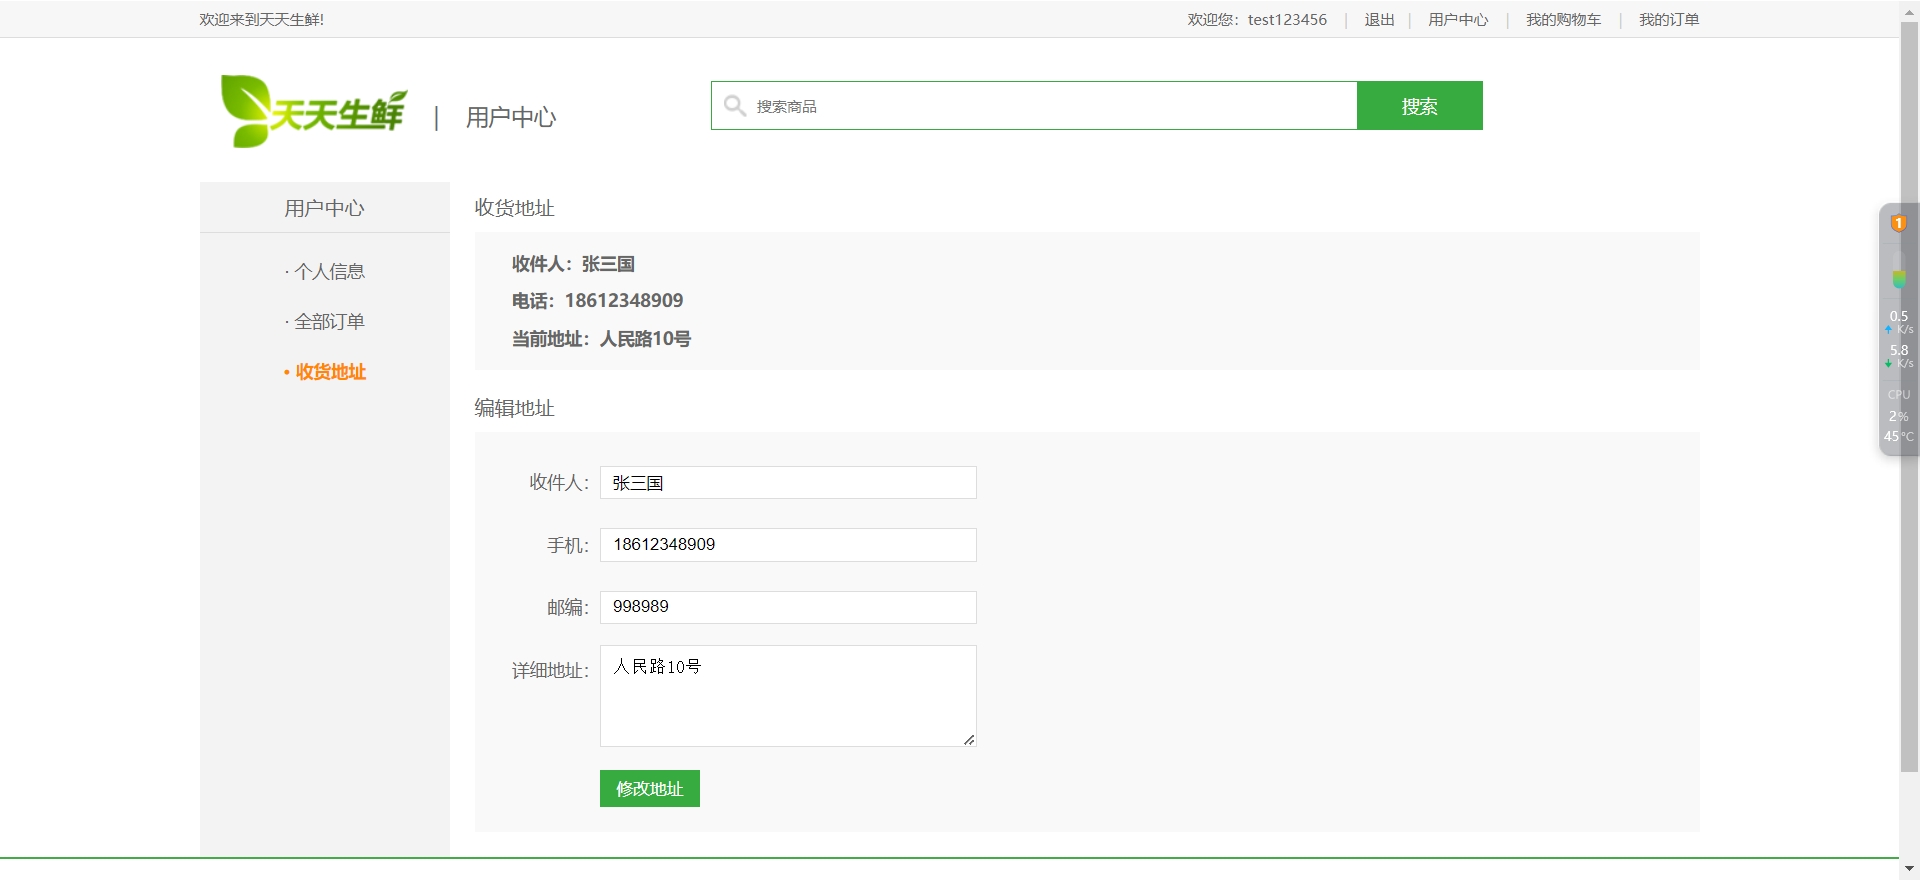 欢迎来到天天生鲜!
欢迎您：test123456 | 退出 | 用户中心 | 我的购物车 | 我的订单
天天生鲜 | 用户中心
搜索商品 搜索
用户中心
· 个人信息
· 全部订单
• 收货地址
收货地址
收件人：张三国
电话：18612348909
当前地址：人民路10号
编辑地址
收件人： 张三国
手机： 18612348909
邮编： 998989
详细地址： 人民路10号
修改地址
1
0.5
K/s
5.8
K/s
CPU
2%
45°C